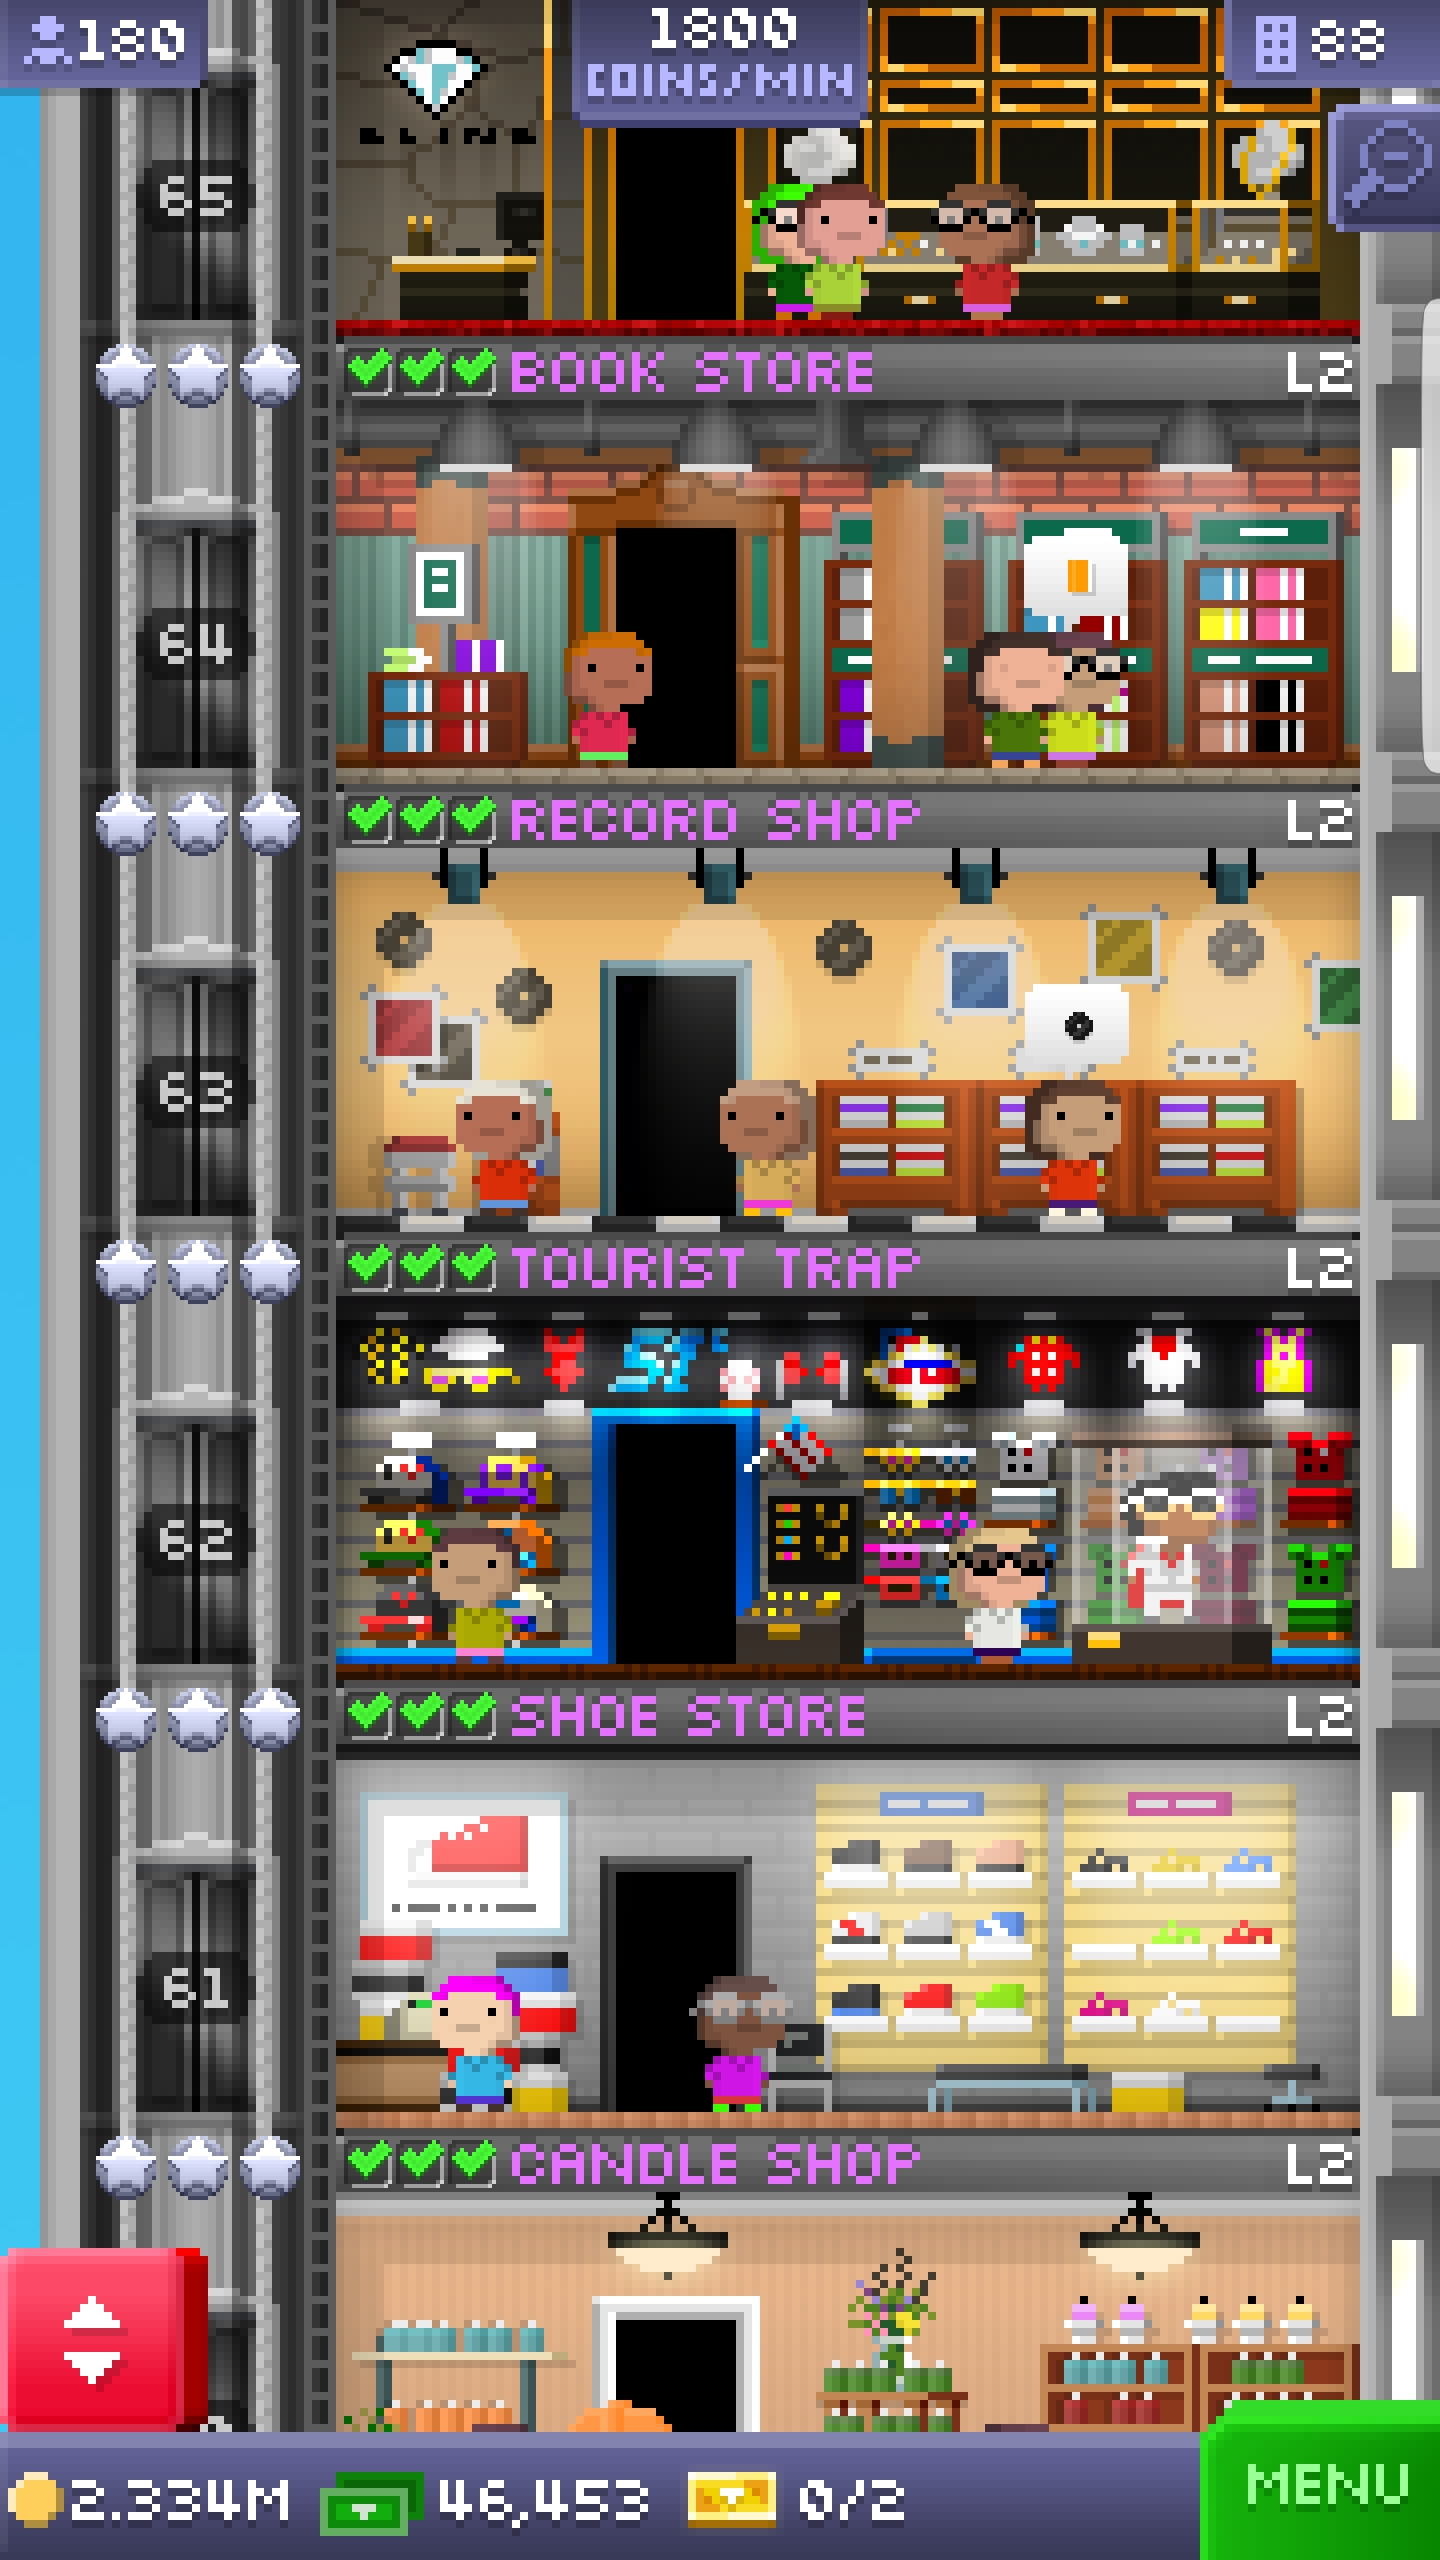 180
1800
COINS/MIN
88
BLING
65
BOOK STORE L2
64
RECORD SHOP L2
63
TOURIST TRAP L2
62
SHOE STORE L2
61
CANDLE SHOP L2
2.334M 46,453 0/2
MENU